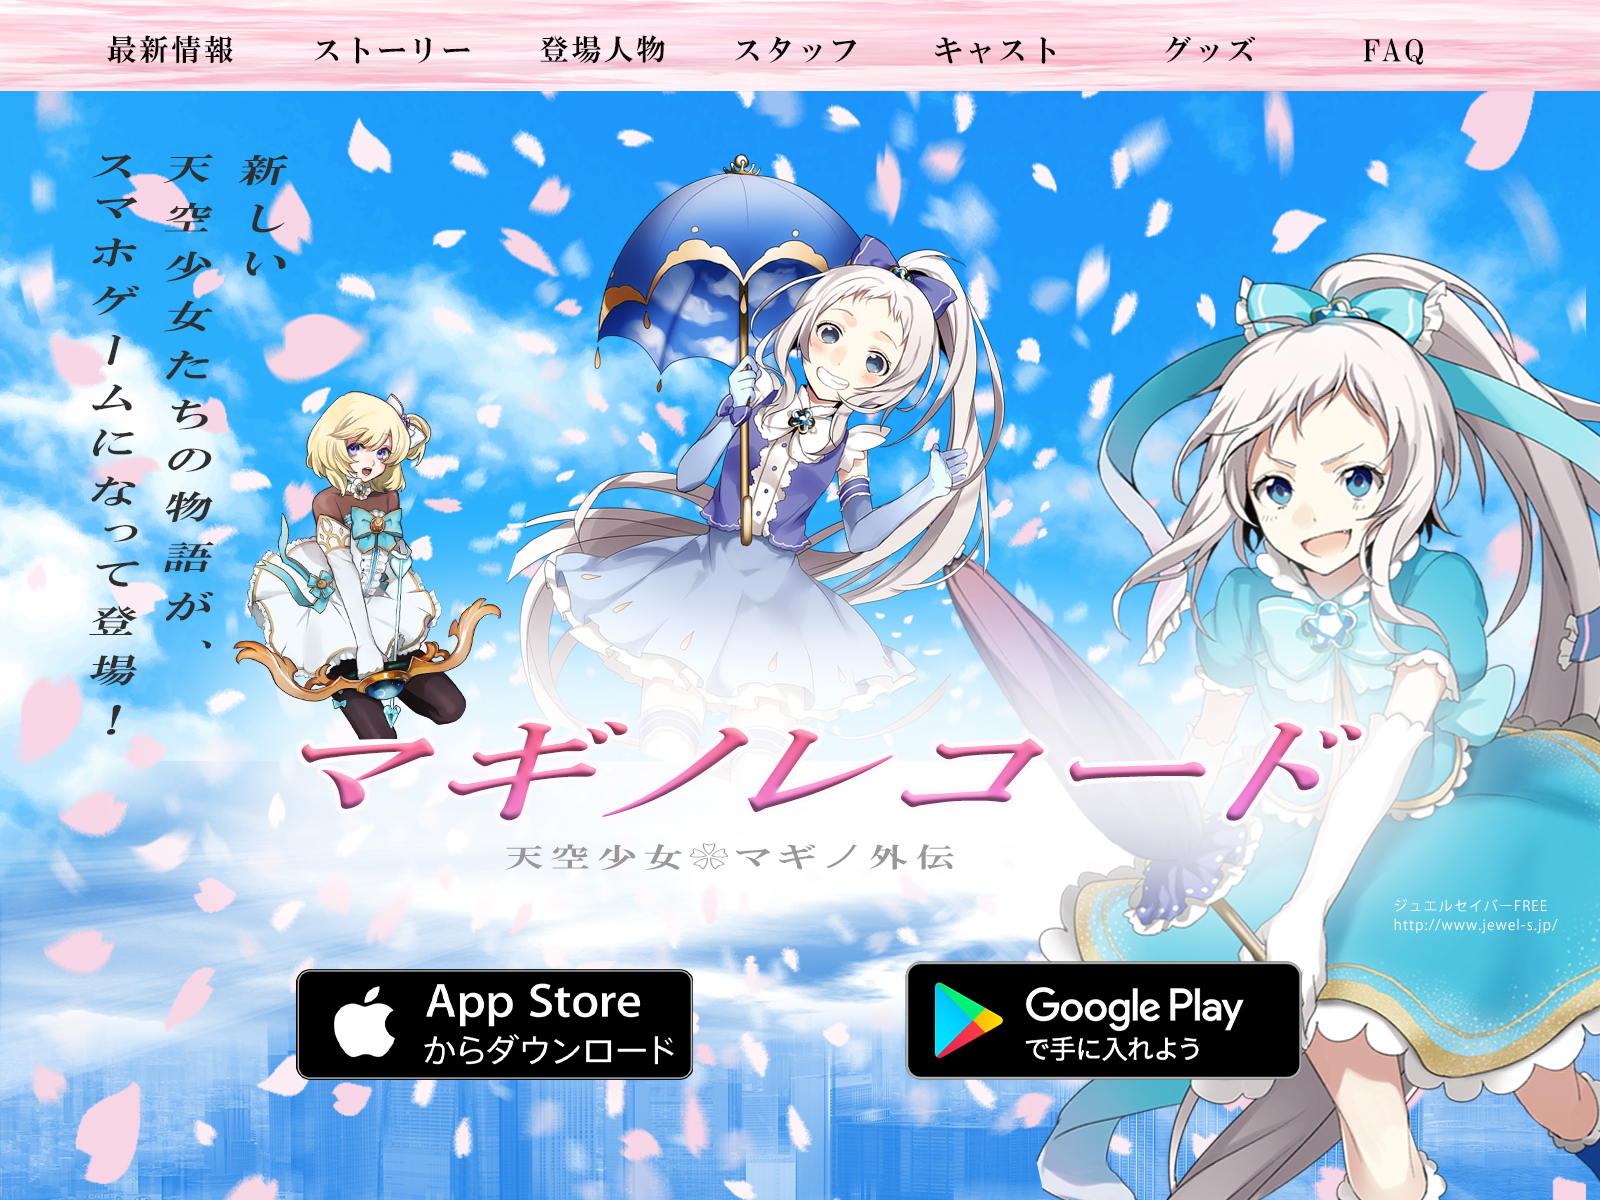 最新情報
ストーリー
登場人物
スタッフ
キャスト
グッズ
FAQ
新しい
天空少女たちの物語が、
スマホゲームになって登場！
マギノレコード
天空少女マギノ外伝
ジュエルセイバーFREE
http://www.jewel-s.jp/
App Store
からダウンロード
Google Play
で手に入れよう